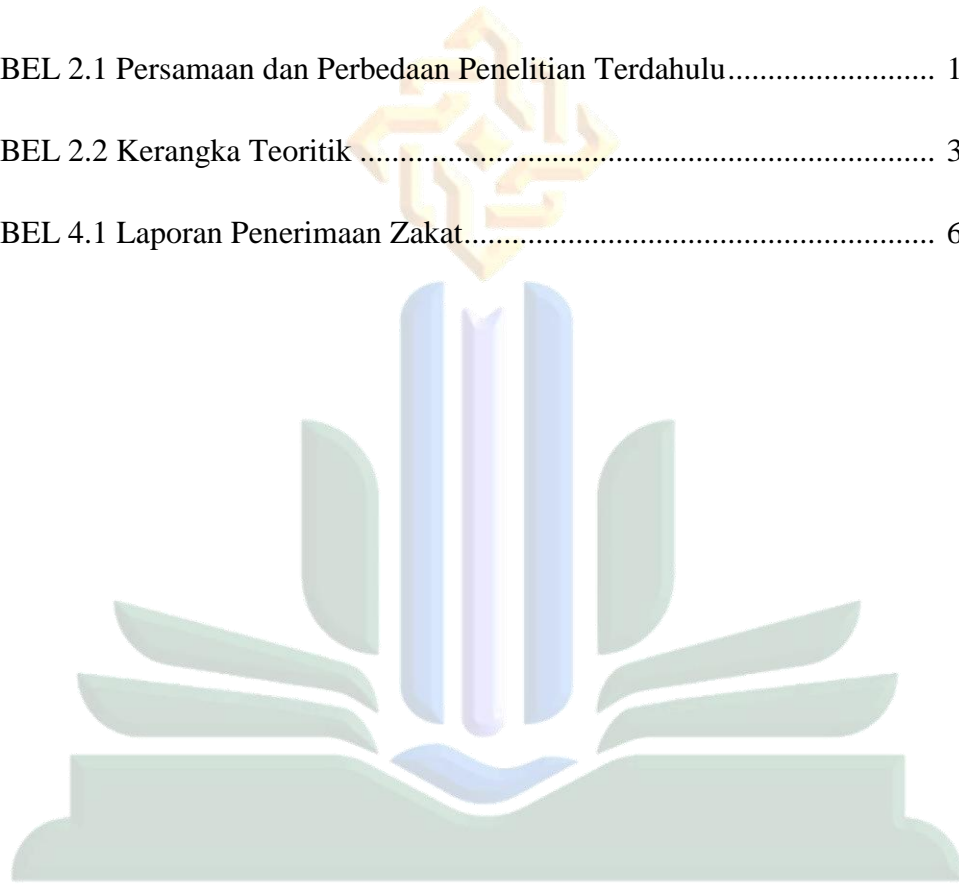 BEL 2.1 Persamaan dan Perbedaan Penelitian Terdahulu.......................... 1
BEL 2.2 Kerangka Teoritik ........................................................................ 3
BEL 4.1 Laporan Penerimaan Zakat........................................................... 6